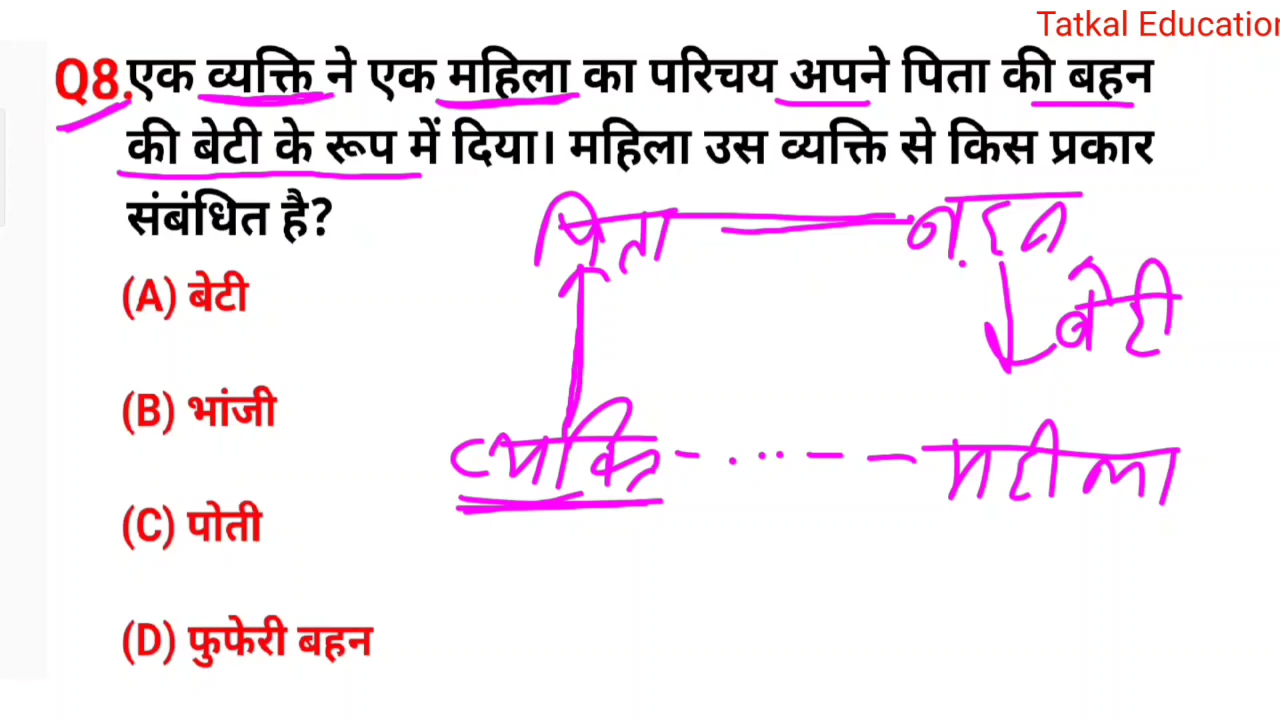 Tatkal Education
Q8.एक व्यक्ति ने एक महिला का परिचय अपने पिता की बहन
की बेटी के रूप में दिया। महिला उस व्यक्ति से किस प्रकार
संबंधित है?
पिता बहन
(A) बेटी
बेटी
(B) भांजी
व्यक्ति - ... - - महीला
(C) पोती
(D) फुफेरी बहन